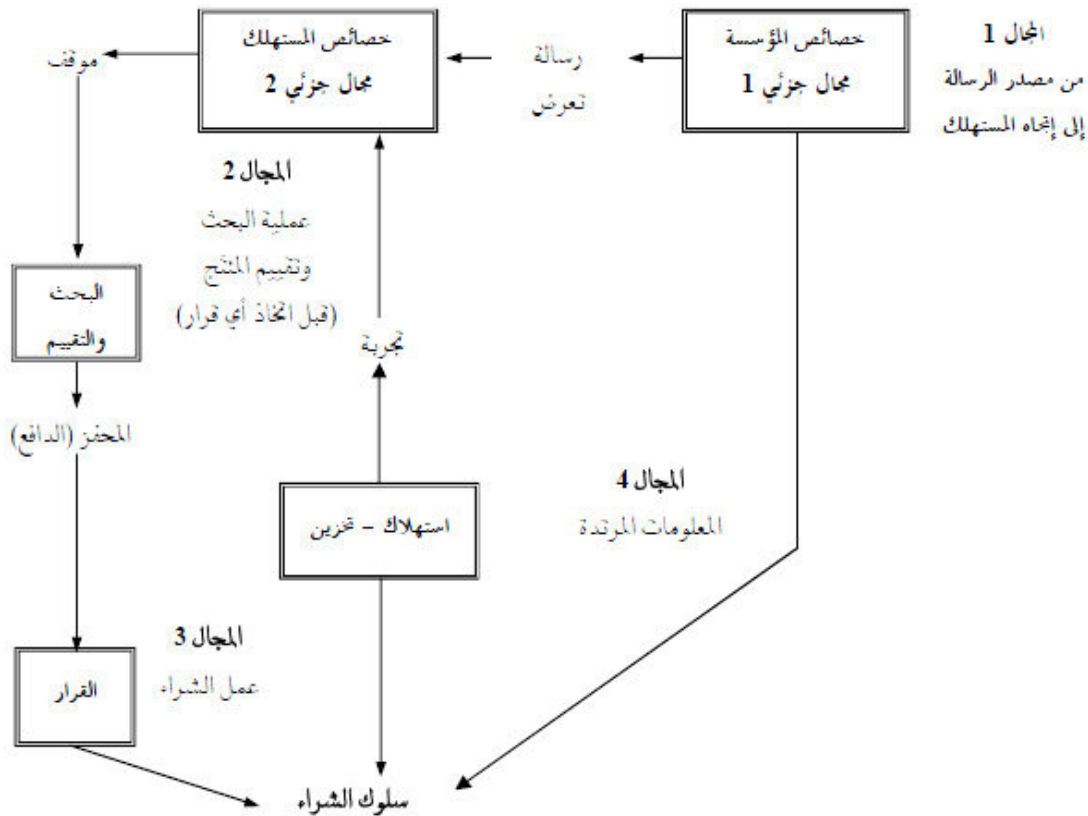 المجال 1
من مصدر الرسالة
إلى إتجاه المستهلك
خصائص المؤسسة
مجال جزئي 1
رسالة
تعرض
خصائص المستهلك
مجال جزئي 2
موقف
المجال 2
عملية البحث
وتقييم المنتج
(قبل اتخاذ أي قرار)
البحث
والتقييم
تجربة
المحفز (الدافع)
المجال 4
المعلومات المرتدة
استهلاك - تخزين
المجال 3
عمل الشراء
القرار
سلوك الشراء